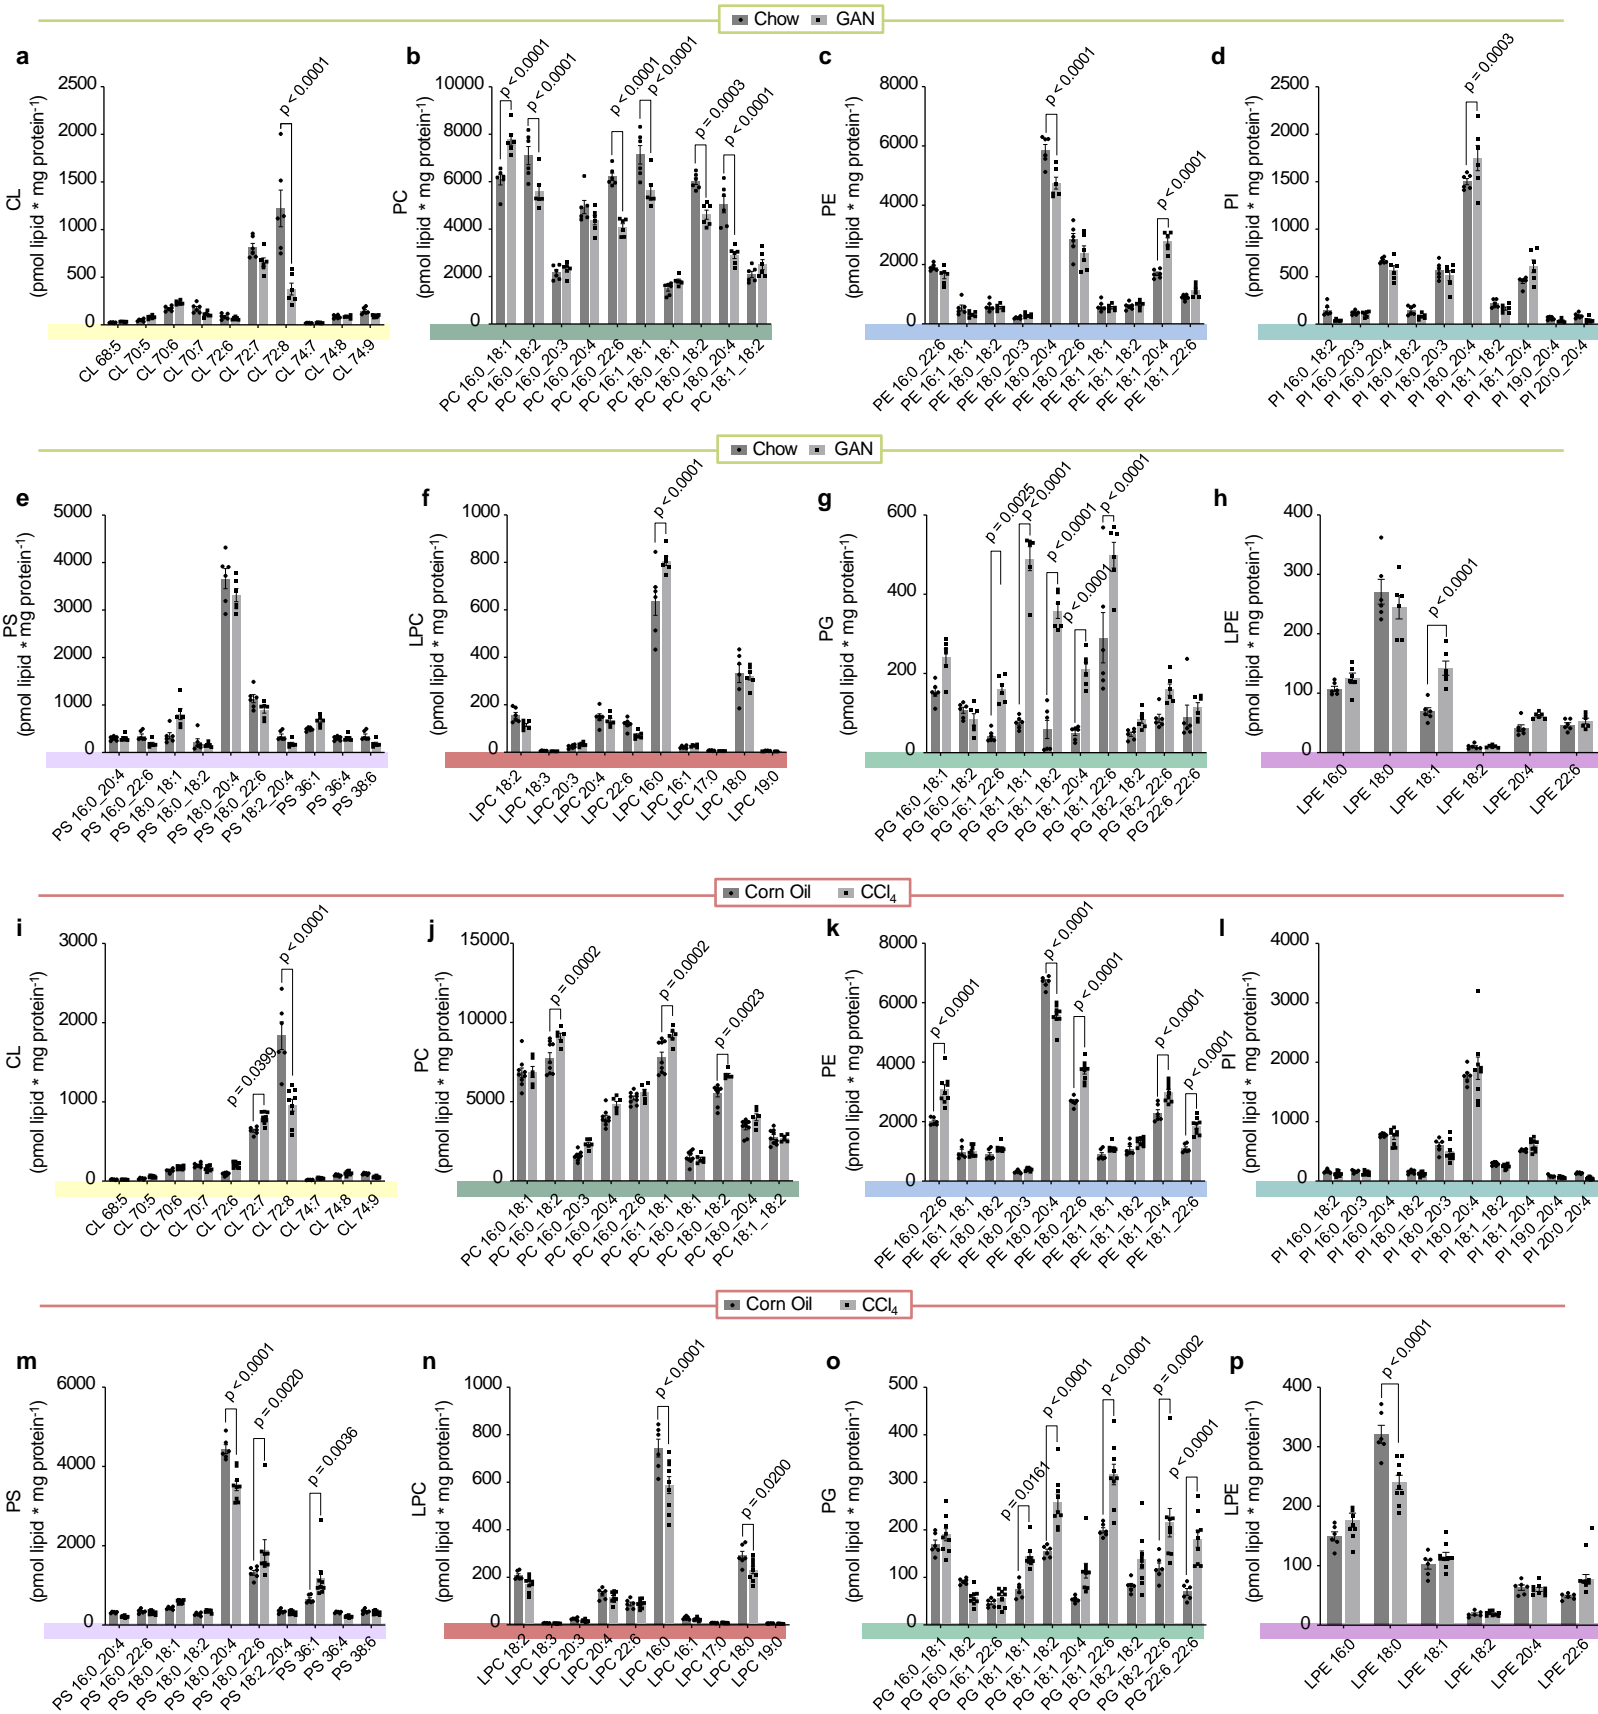 Chow GAN
a
CL
(pmol lipid * mg protein-1)
2500
2000
1500
1000
500
0
p < 0.0001
CL 68:5
CL 70:5
CL 70:6
CL 70:7
CL 72:6
CL 72:7
CL 72:8
CL 74:7
CL 74:8
CL 74:9
b
PC
(pmol lipid * mg protein-1)
10000
8000
6000
4000
2000
0
p < 0.0001
p < 0.0001
p < 0.0001
p < 0.0001
p = 0.0003
p < 0.0001
PC 16:0_18:1
PC 16:0_18:2
PC 16:0_20:3
PC 16:0_20:4
PC 16:0_22:6
PC 16:1_18:1
PC 18:0_18:1
PC 18:0_18:2
PC 18:0_20:4
PC 18:1_18:2
c
PE
(pmol lipid * mg protein-1)
8000
6000
4000
2000
0
p < 0.0001
p < 0.0001
PE 16:0_22:6
PE 16:1_18:1
PE 18:0_18:2
PE 18:0_20:3
PE 18:0_20:4
PE 18:0_22:6
PE 18:1_18:1
PE 18:1_18:2
PE 18:1_20:4
PE 18:1_22:6
d
PI
(pmol lipid * mg protein-1)
2500
2000
1500
1000
500
0
p = 0.0003
PI 16:0_18:2
PI 16:0_20:3
PI 16:0_20:4
PI 18:0_18:2
PI 18:0_20:3
PI 18:0_20:4
PI 18:1_18:2
PI 18:1_20:4
PI 19:0_20:4
PI 20:0_20:4
Chow GAN
e
PS
(pmol lipid * mg protein-1)
5000
4000
3000
2000
1000
0
PS 16:0_20:4
PS 16:0_22:6
PS 18:0_18:1
PS 18:0_18:2
PS 18:0_20:4
PS 18:0_22:6
PS 18:2_20:4
PS 36:1
PS 36:4
PS 38:6
f
LPC
(pmol lipid * mg protein-1)
1000
800
600
400
200
0
p < 0.0001
LPC 18:2
LPC 18:3
LPC 20:3
LPC 20:4
LPC 22:6
LPC 16:0
LPC 16:1
LPC 17:0
LPC 18:0
LPC 19:0
g
PG
(pmol lipid * mg protein-1)
600
400
200
0
p = 0.0025
p < 0.0001
p < 0.0001
p < 0.0001
p < 0.0001
PG 16:0_18:1
PG 16:0_18:2
PG 16:1_22:6
PG 18:1_18:1
PG 18:1_18:2
PG 18:1_20:4
PG 18:1_22:6
PG 18:2_18:2
PG 18:2_22:6
PG 22:6_22:6
h
LPE
(pmol lipid * mg protein-1)
400
300
200
100
0
p < 0.0001
LPE 16:0
LPE 18:0
LPE 18:1
LPE 18:2
LPE 20:4
LPE 22:6
Corn Oil CCl4
i
CL
(pmol lipid * mg protein-1)
3000
2000
1000
0
p = 0.0399
p < 0.0001
CL 68:5
CL 70:5
CL 70:6
CL 70:7
CL 72:6
CL 72:7
CL 72:8
CL 74:7
CL 74:8
CL 74:9
j
PC
(pmol lipid * mg protein-1)
15000
10000
5000
0
p = 0.0002
p = 0.0002
p = 0.0023
PC 16:0_18:1
PC 16:0_18:2
PC 16:0_20:3
PC 16:0_20:4
PC 16:0_22:6
PC 16:1_18:1
PC 18:0_18:1
PC 18:0_18:2
PC 18:0_20:4
PC 18:1_18:2
k
PE
(pmol lipid * mg protein-1)
8000
6000
4000
2000
0
p < 0.0001
p < 0.0001
p < 0.0001
p < 0.0001
p < 0.0001
PE 16:0_22:6
PE 16:1_18:1
PE 18:0_18:2
PE 18:0_20:3
PE 18:0_20:4
PE 18:0_22:6
PE 18:1_18:1
PE 18:1_18:2
PE 18:1_20:4
PE 18:1_22:6
l
PI
(pmol lipid * mg protein-1)
4000
3000
2000
1000
0
PI 16:0_18:2
PI 16:0_20:3
PI 16:0_20:4
PI 18:0_18:2
PI 18:0_20:3
PI 18:0_20:4
PI 18:1_18:2
PI 18:1_20:4
PI 19:0_20:4
PI 20:0_20:4
Corn Oil CCl4
m
PS
(pmol lipid * mg protein-1)
6000
4000
2000
0
p < 0.0001
p = 0.0020
p = 0.0036
PS 16:0_20:4
PS 16:0_22:6
PS 18:0_18:1
PS 18:0_18:2
PS 18:0_20:4
PS 18:0_22:6
PS 18:2_20:4
PS 36:1
PS 36:4
PS 38:6
n
LPC
(pmol lipid * mg protein-1)
1000
800
600
400
200
0
p < 0.0001
p = 0.0200
LPC 18:2
LPC 18:3
LPC 20:3
LPC 20:4
LPC 22:6
LPC 16:0
LPC 16:1
LPC 17:0
LPC 18:0
LPC 19:0
o
PG
(pmol lipid * mg protein-1)
500
400
300
200
100
0
p = 0.0161
p < 0.0001
p < 0.0001
p = 0.0002
p < 0.0001
PG 16:0_18:1
PG 16:0_18:2
PG 16:1_22:6
PG 18:1_18:1
PG 18:1_18:2
PG 18:1_20:4
PG 18:1_22:6
PG 18:2_18:2
PG 18:2_22:6
PG 22:6_22:6
p
LPE
(pmol lipid * mg protein-1)
400
300
200
100
0
p < 0.0001
LPE 16:0
LPE 18:0
LPE 18:1
LPE 18:2
LPE 20:4
LPE 22:6